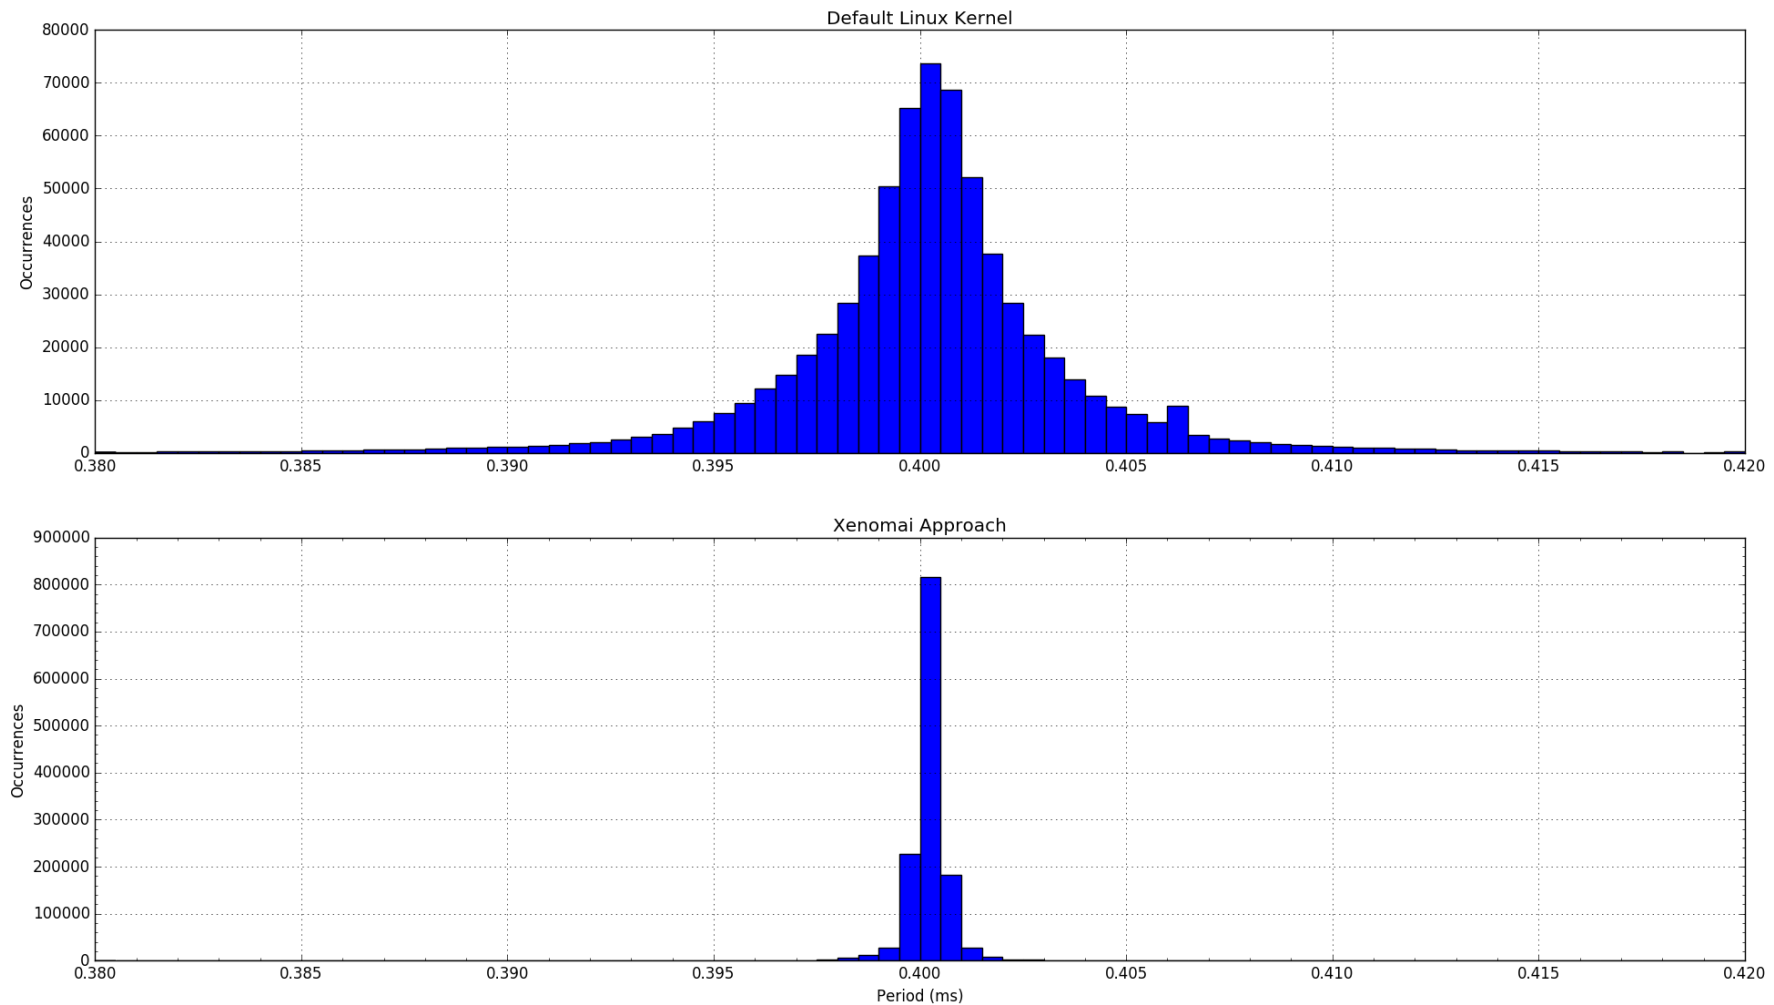 Default Linux Kernel
80000
70000
60000
50000
40000
30000
20000
10000
0
Occurrences
0.380 0.385 0.390 0.395 0.400 0.405 0.410 0.415 0.420
Xenomai Approach
900000
800000
700000
600000
500000
400000
300000
200000
100000
0
Occurrences
0.380 0.385 0.390 0.395 0.400 0.405 0.410 0.415 0.420
Period (ms)